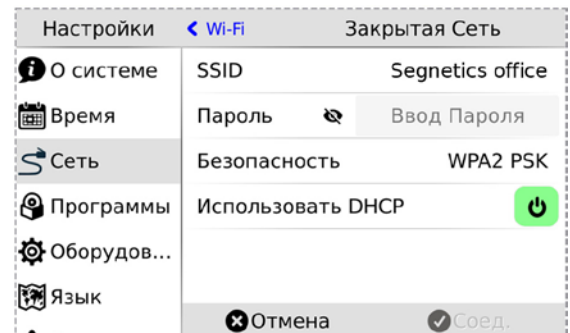 Настройки
Wi-Fi
Закрытая Сеть
О системе
SSID
Segnetics office
Время
Пароль
Ввод Пароля
Сеть
Безопасность
WPA2 PSK
Программы
Использовать DHCP
Оборудов...
Язык
Отмена
Соед.